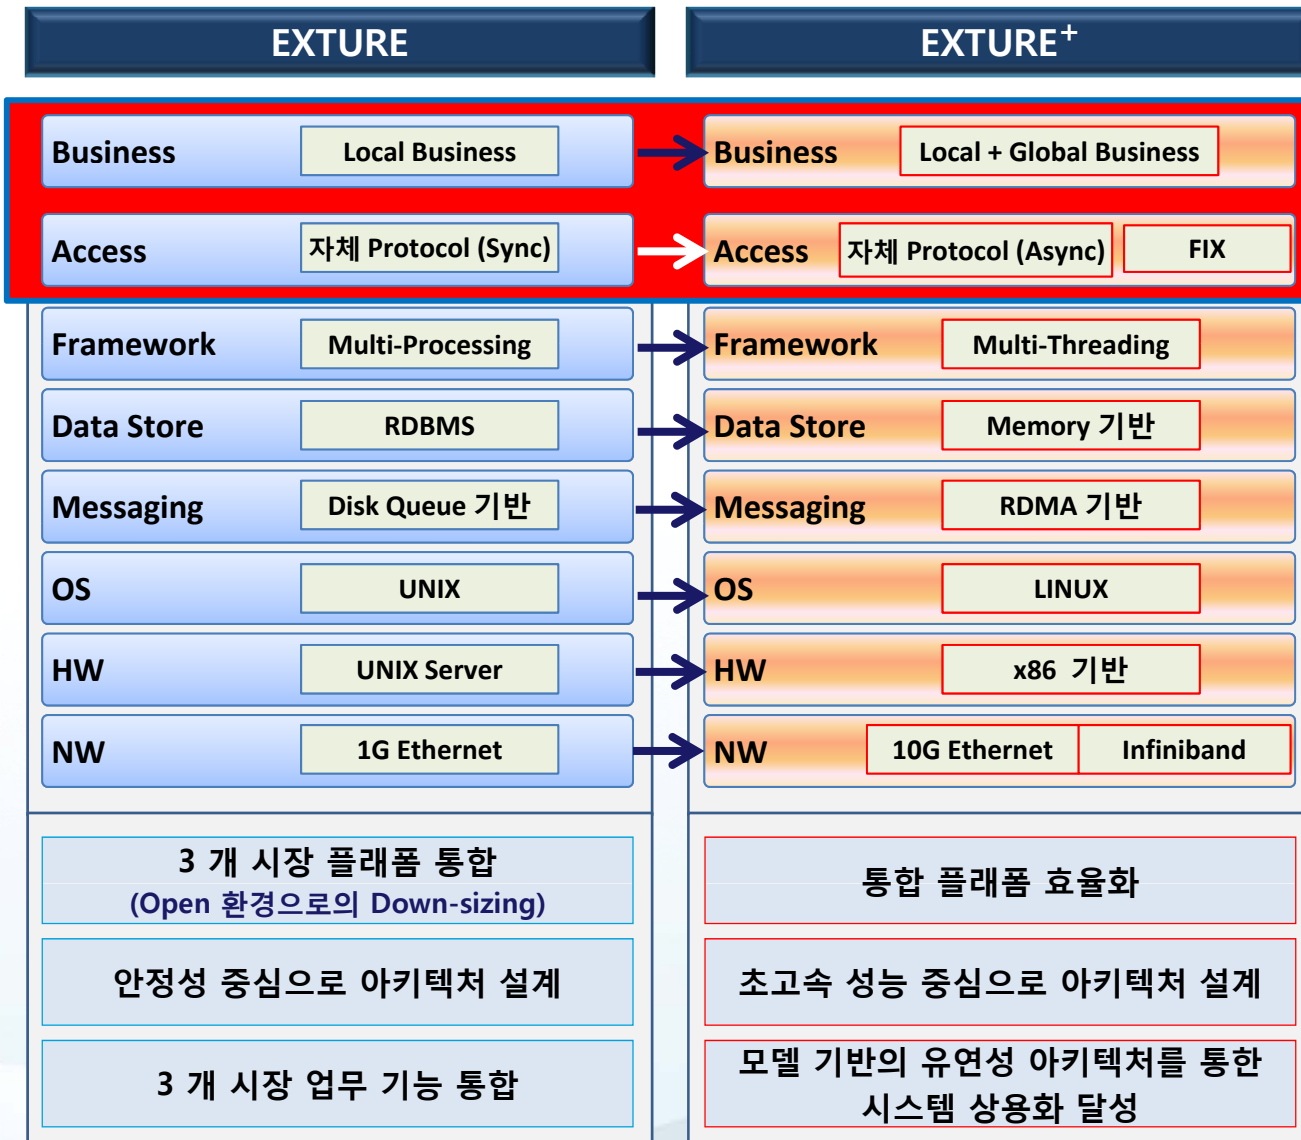 EXTURE
EXTURE+
Business
Local Business
Business
Local + Global Business
Access
자체 Protocol (Sync)
Access
자체 Protocol (Async)
FIX
Framework
Multi-Processing
Framework
Multi-Threading
Data Store
RDBMS
Data Store
Memory 기반
Messaging
Disk Queue 기반
Messaging
RDMA 기반
OS
UNIX
OS
LINUX
HW
UNIX Server
HW
x86 기반
NW
1G Ethernet
NW
10G Ethernet
Infiniband
3 개 시장 플래폼 통합
(Open 환경으로의 Down-sizing)
통합 플래폼 효율화
안정성 중심으로 아키텍처 설계
초고속 성능 중심으로 아키텍처 설계
3 개 시장 업무 기능 통합
모델 기반의 유연성 아키텍처를 통한
시스템 상용화 달성